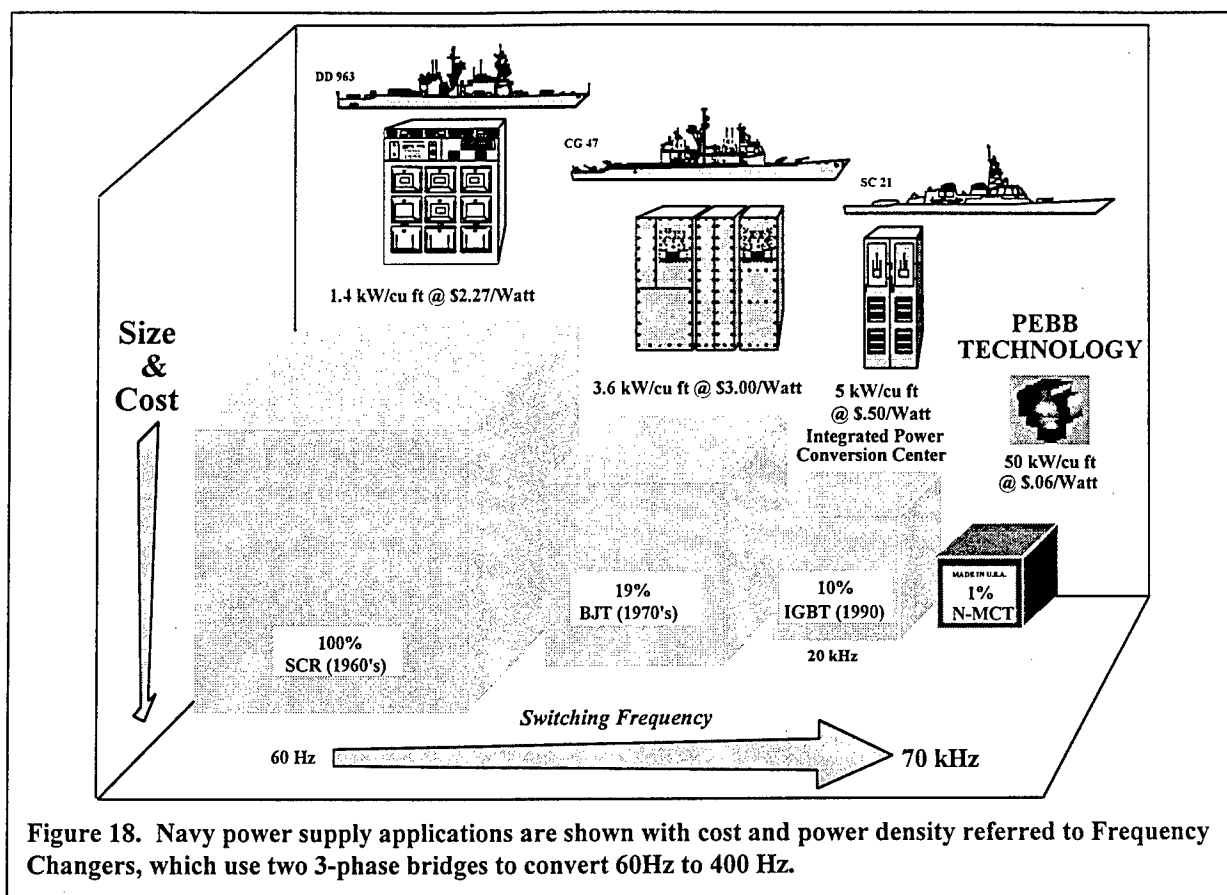 DD 963
CG 47
SC 21
1.4 kW/cu ft @ $2.27/Watt
Size
&
Cost
3.6 kW/cu ft @ $3.00/Watt
5 kW/cu ft
@ $.50/Watt
Integrated Power
Conversion Center
PEBB
TECHNOLOGY
50 kW/cu ft
@ $.06/Watt
100%
SCR (1960's)
19%
BJT (1970's)
10%
IGBT (1990)
20 kHz
MADE IN U.S.A.
1%
N-MCT
Switching Frequency
60 Hz
70 kHz
Figure 18. Navy power supply applications are shown with cost and power density referred to Frequency
Changers, which use two 3-phase bridges to convert 60Hz to 400 Hz.